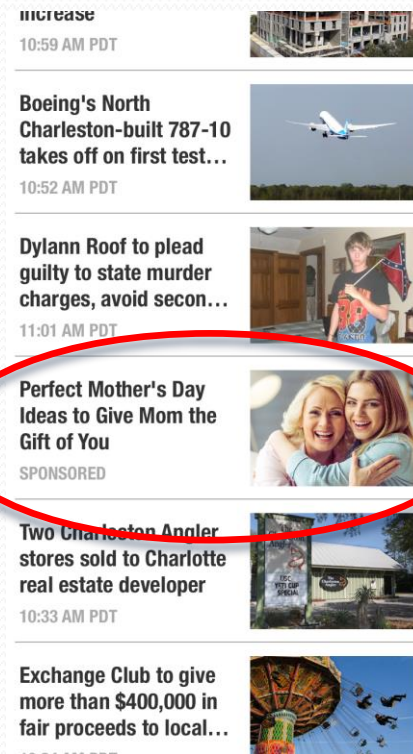 increase
10:59 AM PDT
Boeing's North
Charleston-built 787-10
takes off on first test…
10:52 AM PDT
Dylann Roof to plead
guilty to state murder
charges, avoid secon…
11:01 AM PDT
Perfect Mother's Day
Ideas to Give Mom the
Gift of You
SPONSORED
Two Charleston Angler
stores sold to Charlotte
real estate developer
10:33 AM PDT
Exchange Club to give
more than $400,000 in
fair proceeds to local…